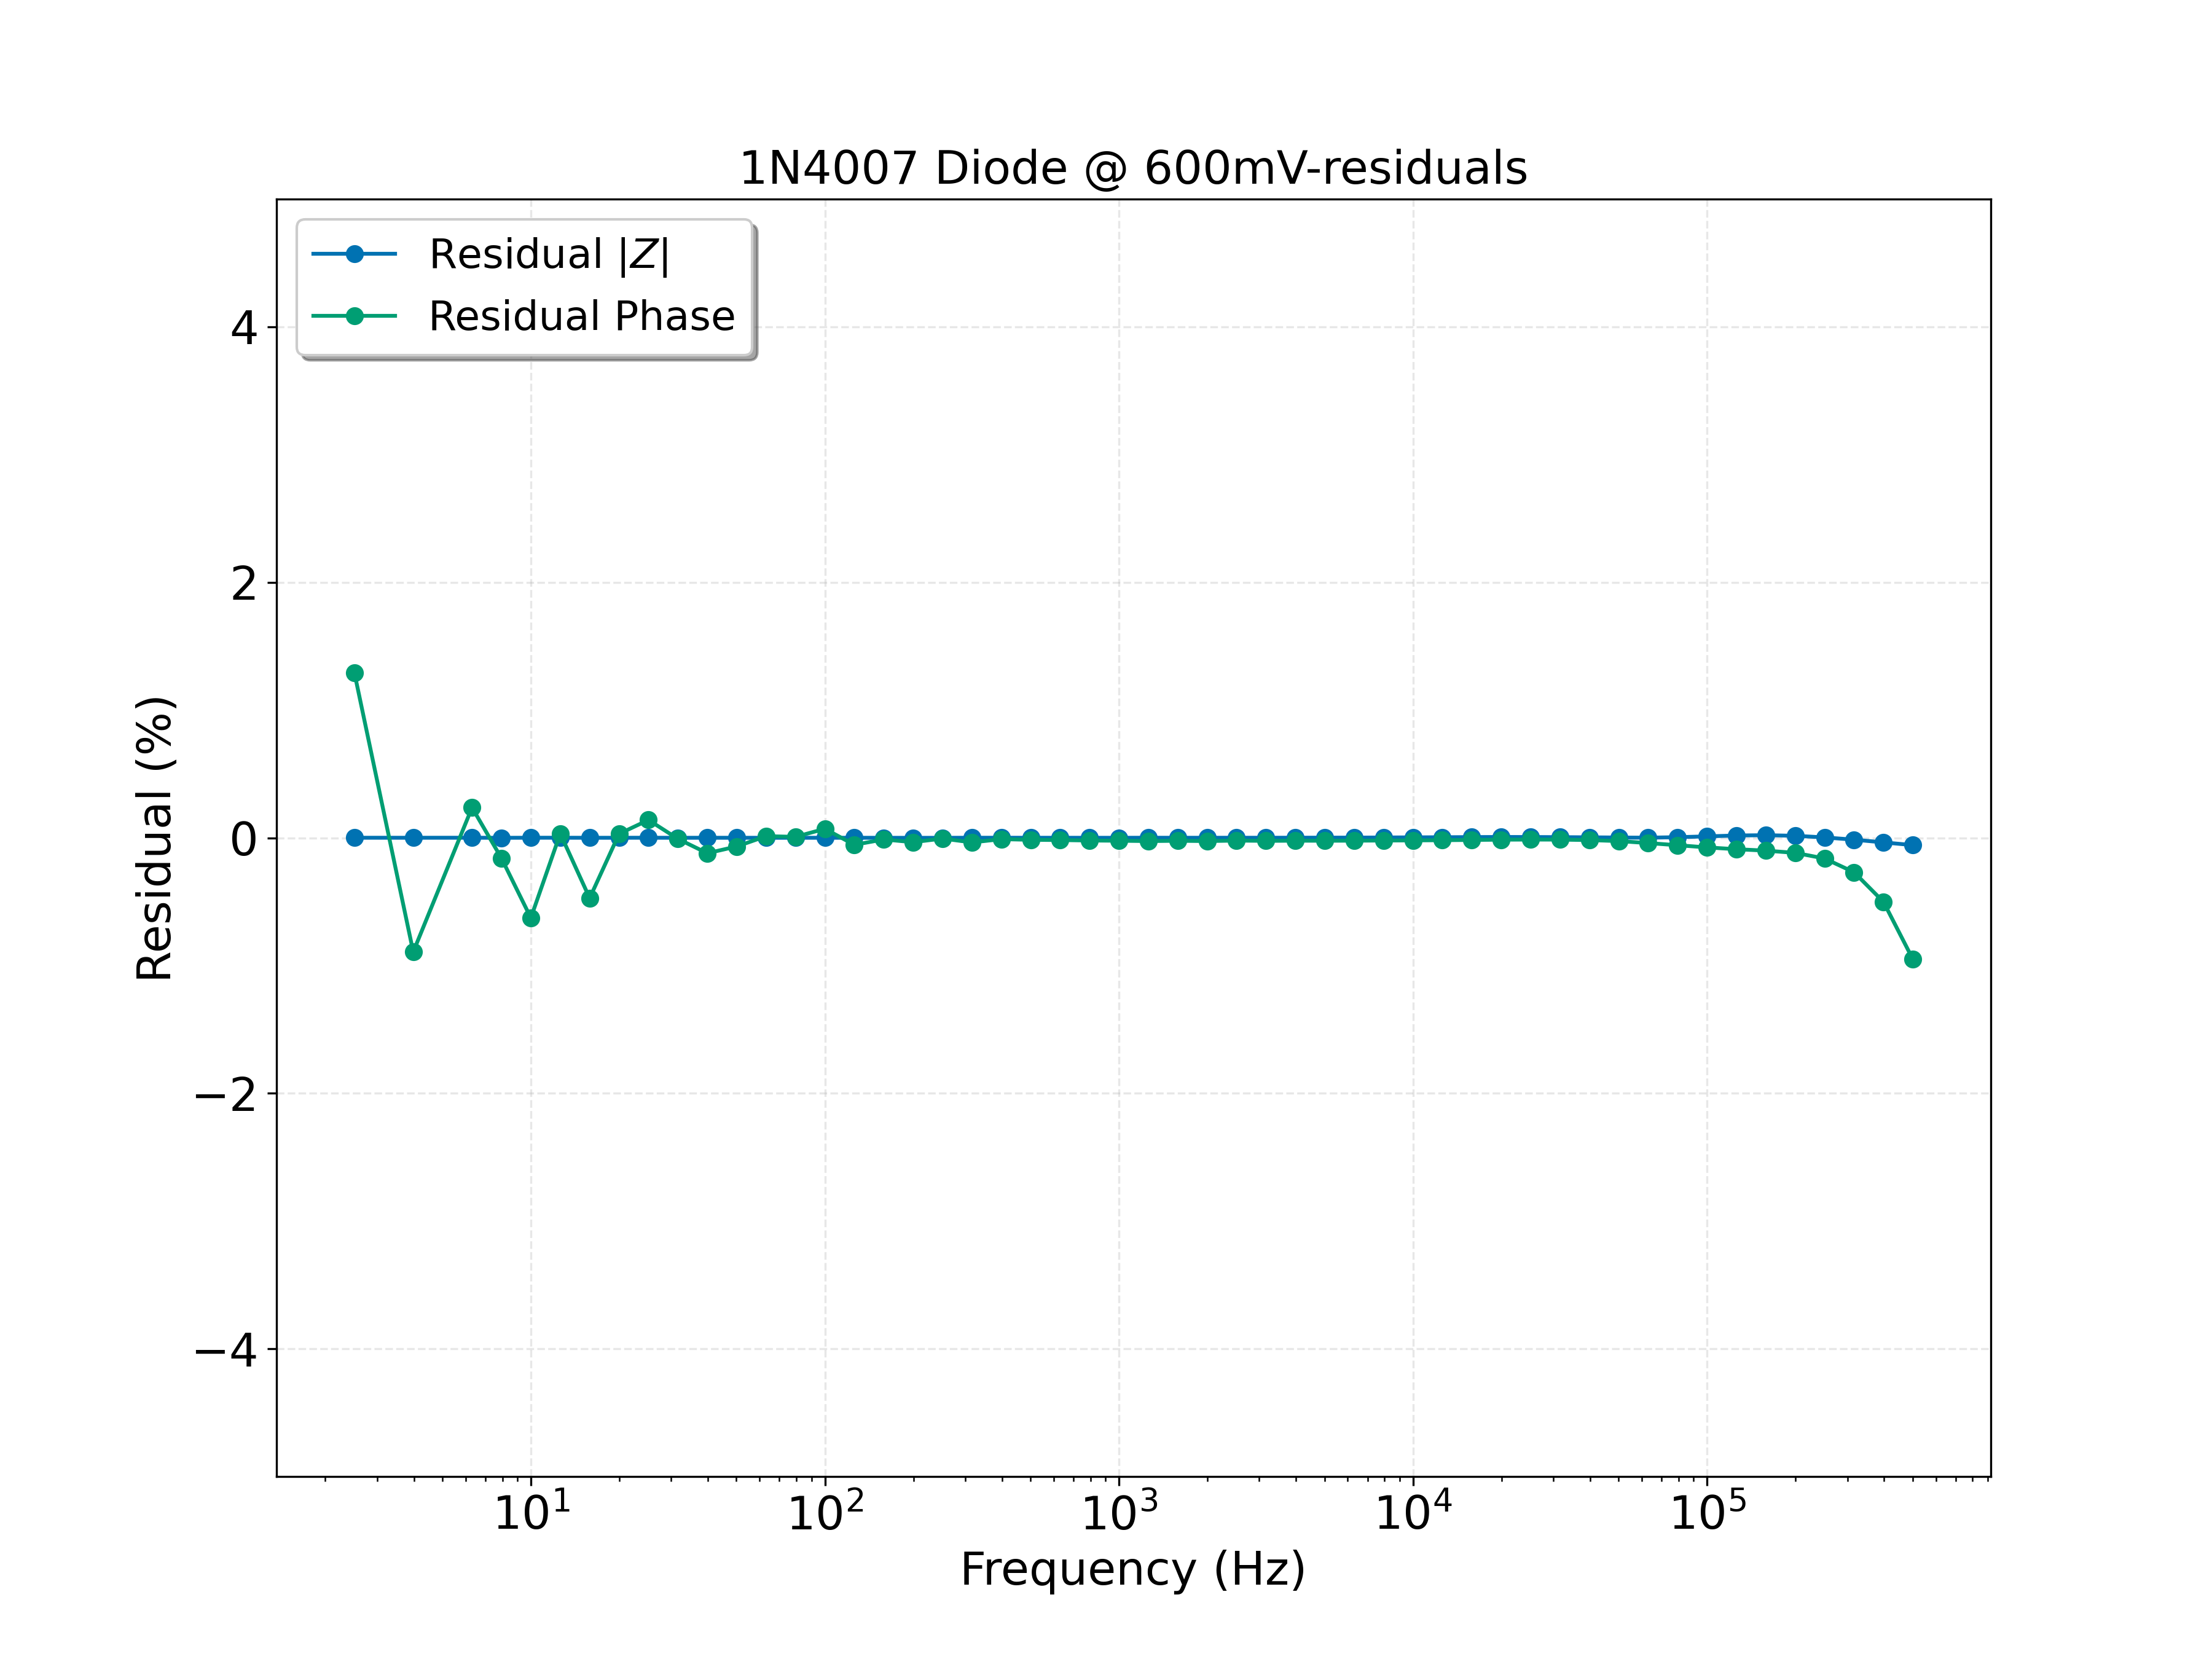 1N4007 Diode @ 600mV-residuals
Residual |Z|
Residual Phase
4
2
0
−2
−4
Residual (%)
10¹ 10² 10³ 10⁴ 10⁵
Frequency (Hz)